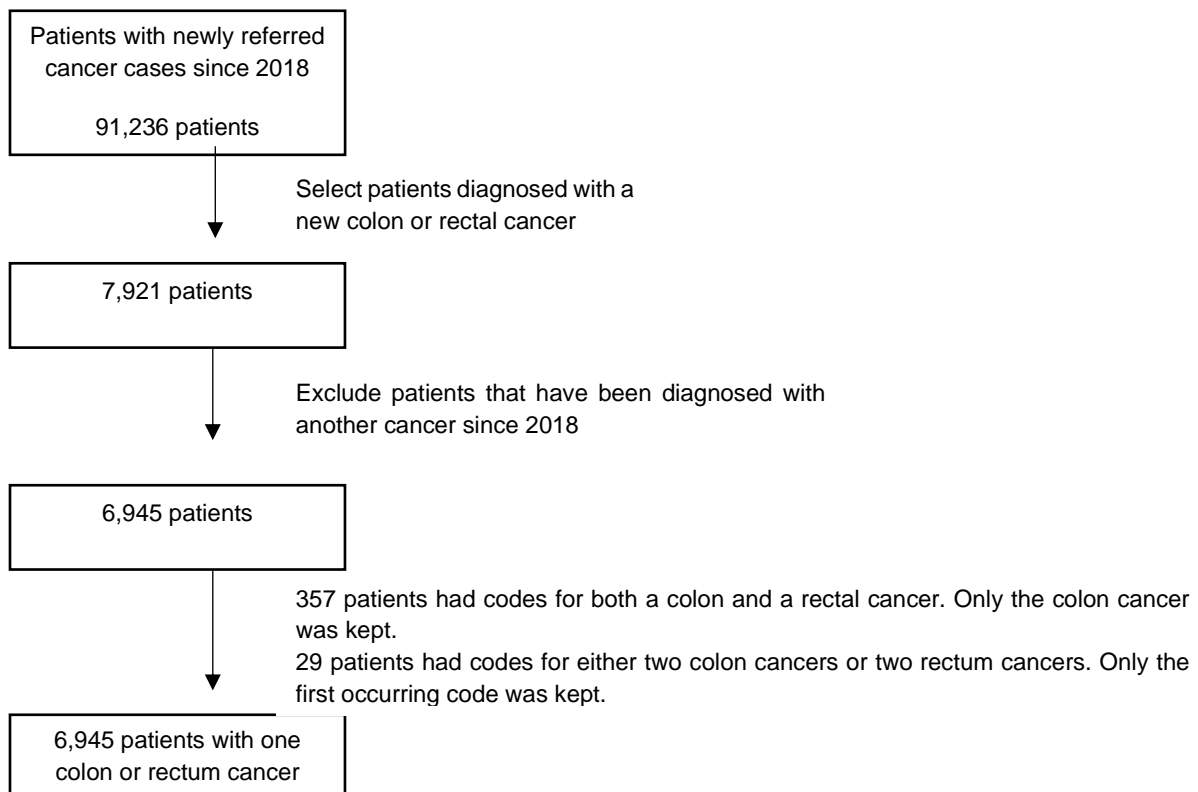 Patients with newly referred
cancer cases since 2018
91,236 patients
Select patients diagnosed with a
new colon or rectal cancer
7,921 patients
Exclude patients that have been diagnosed with
another cancer since 2018
6,945 patients
357 patients had codes for both a colon and a rectal cancer. Only the colon cancer
was kept.
29 patients had codes for either two colon cancers or two rectum cancers. Only the
first occurring code was kept.
6,945 patients with one
colon or rectum cancer